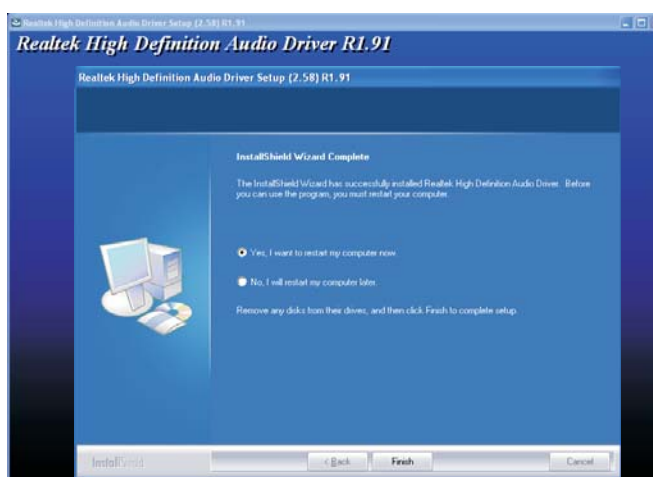 Realtek High Definition Audio Driver Setup (2.58) R1.91
Realtek High Definition Audio Driver R1.91
Realtek High Definition Audio Driver Setup (2.58) R1.91
InstallShield Wizard Complete
The InstallShield Wizard has successfully installed Realtek High Definition Audio Driver. Before
you can use the program, you must restart your computer.
Yes, I want to restart my computer now.
No, I will restart my computer later.
Remove any disks from their drives, and then click Finish to complete setup.
InstallShield
< Back
Finish
Cancel